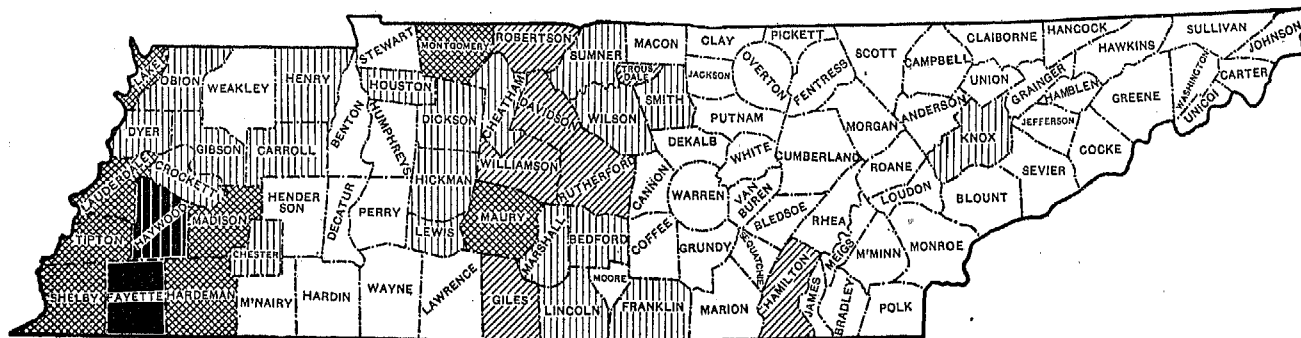 LAKE
OBION
WEAKLEY
HENRY
STEWART
MONTGOMERY
ROBERTSON
SUMNER
MACON
CLAY
PICKETT
SCOTT
CAMPBELL
CLAIBORNE
HANCOCK
HAWKINS
SULLIVAN
JOHNSON
DYER
GIBSON
CARROLL
BENTON
HOUSTON
HUMPHREYS
DICKSON
CHEATHAM
DAVIDSON
WILSON
TROUS
DALE
SMITH
JACKSON
OVERTON
FENTRESS
PUTNAM
MORGAN
ANDERSON
UNION
GRAINGER
HAMBLEN
GREENE
WASHINGTON
UNICOI
CARTER
LAUDERDALE
CROCKETT
HAYWOOD
MADISON
HENDER
SON
DECATUR
PERRY
HICKMAN
WILLIAMSON
RUTHERFORD
CANNON
DEKALB
WHITE
WARREN
VAN
BUREN
CUMBERLAND
BLEDSOE
RHEA
ROANE
LOUDON
KNOX
JEFFERSON
SEVIER
COCKE
BLOUNT
TIPTON
CHESTER
LEWIS
MAURY
MARSHALL
BEDFORD
MOORE
COFFEE
GRUNDY
SEQUATCHIE
HAMILTON
MEIGS
M'MINN
MONROE
SHELBY
FAYETTE
HARDEMAN
M'NAIRY
HARDIN
WAYNE
LAWRENCE
GILES
LINCOLN
FRANKLIN
MARION
JAMES
BRADLEY
POLK